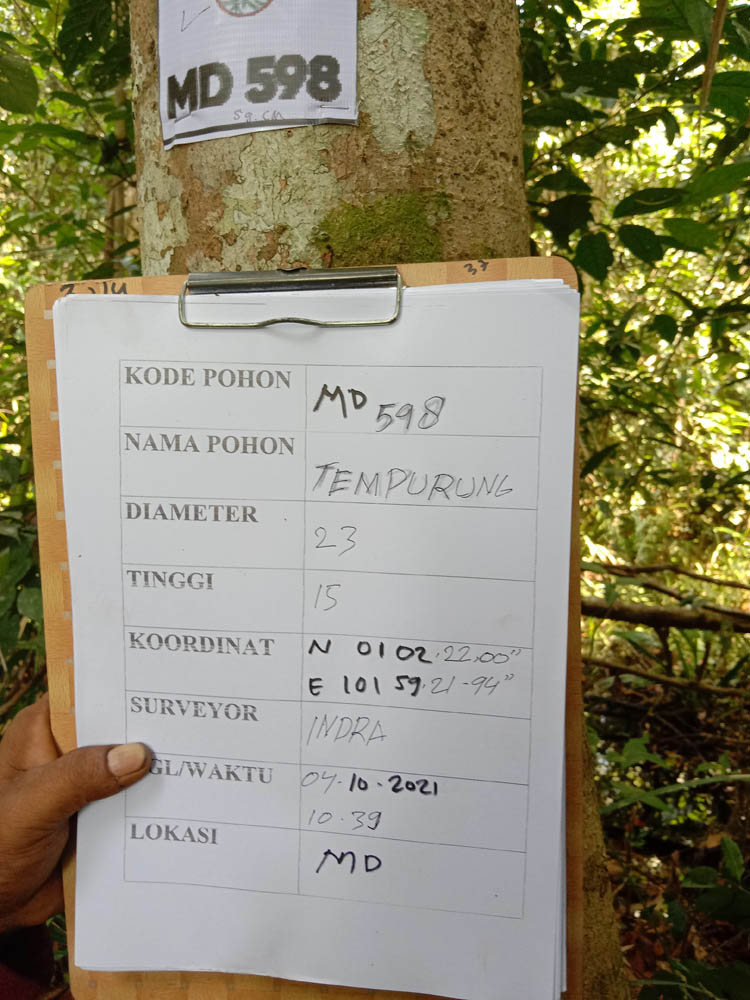 MD 598
59. CM
37
KODE POHON MD 598
NAMA POHON TEMPURUNG
DIAMETER 23
TINGGI 15
KOORDINAT N 01 02.22.00"
E 101 59.21-94"
SURVEYOR INDRA
GL/WAKTU 04-10-2021
10.39
LOKASI MD